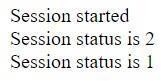 Session started
Session status is 2
Session status is 1